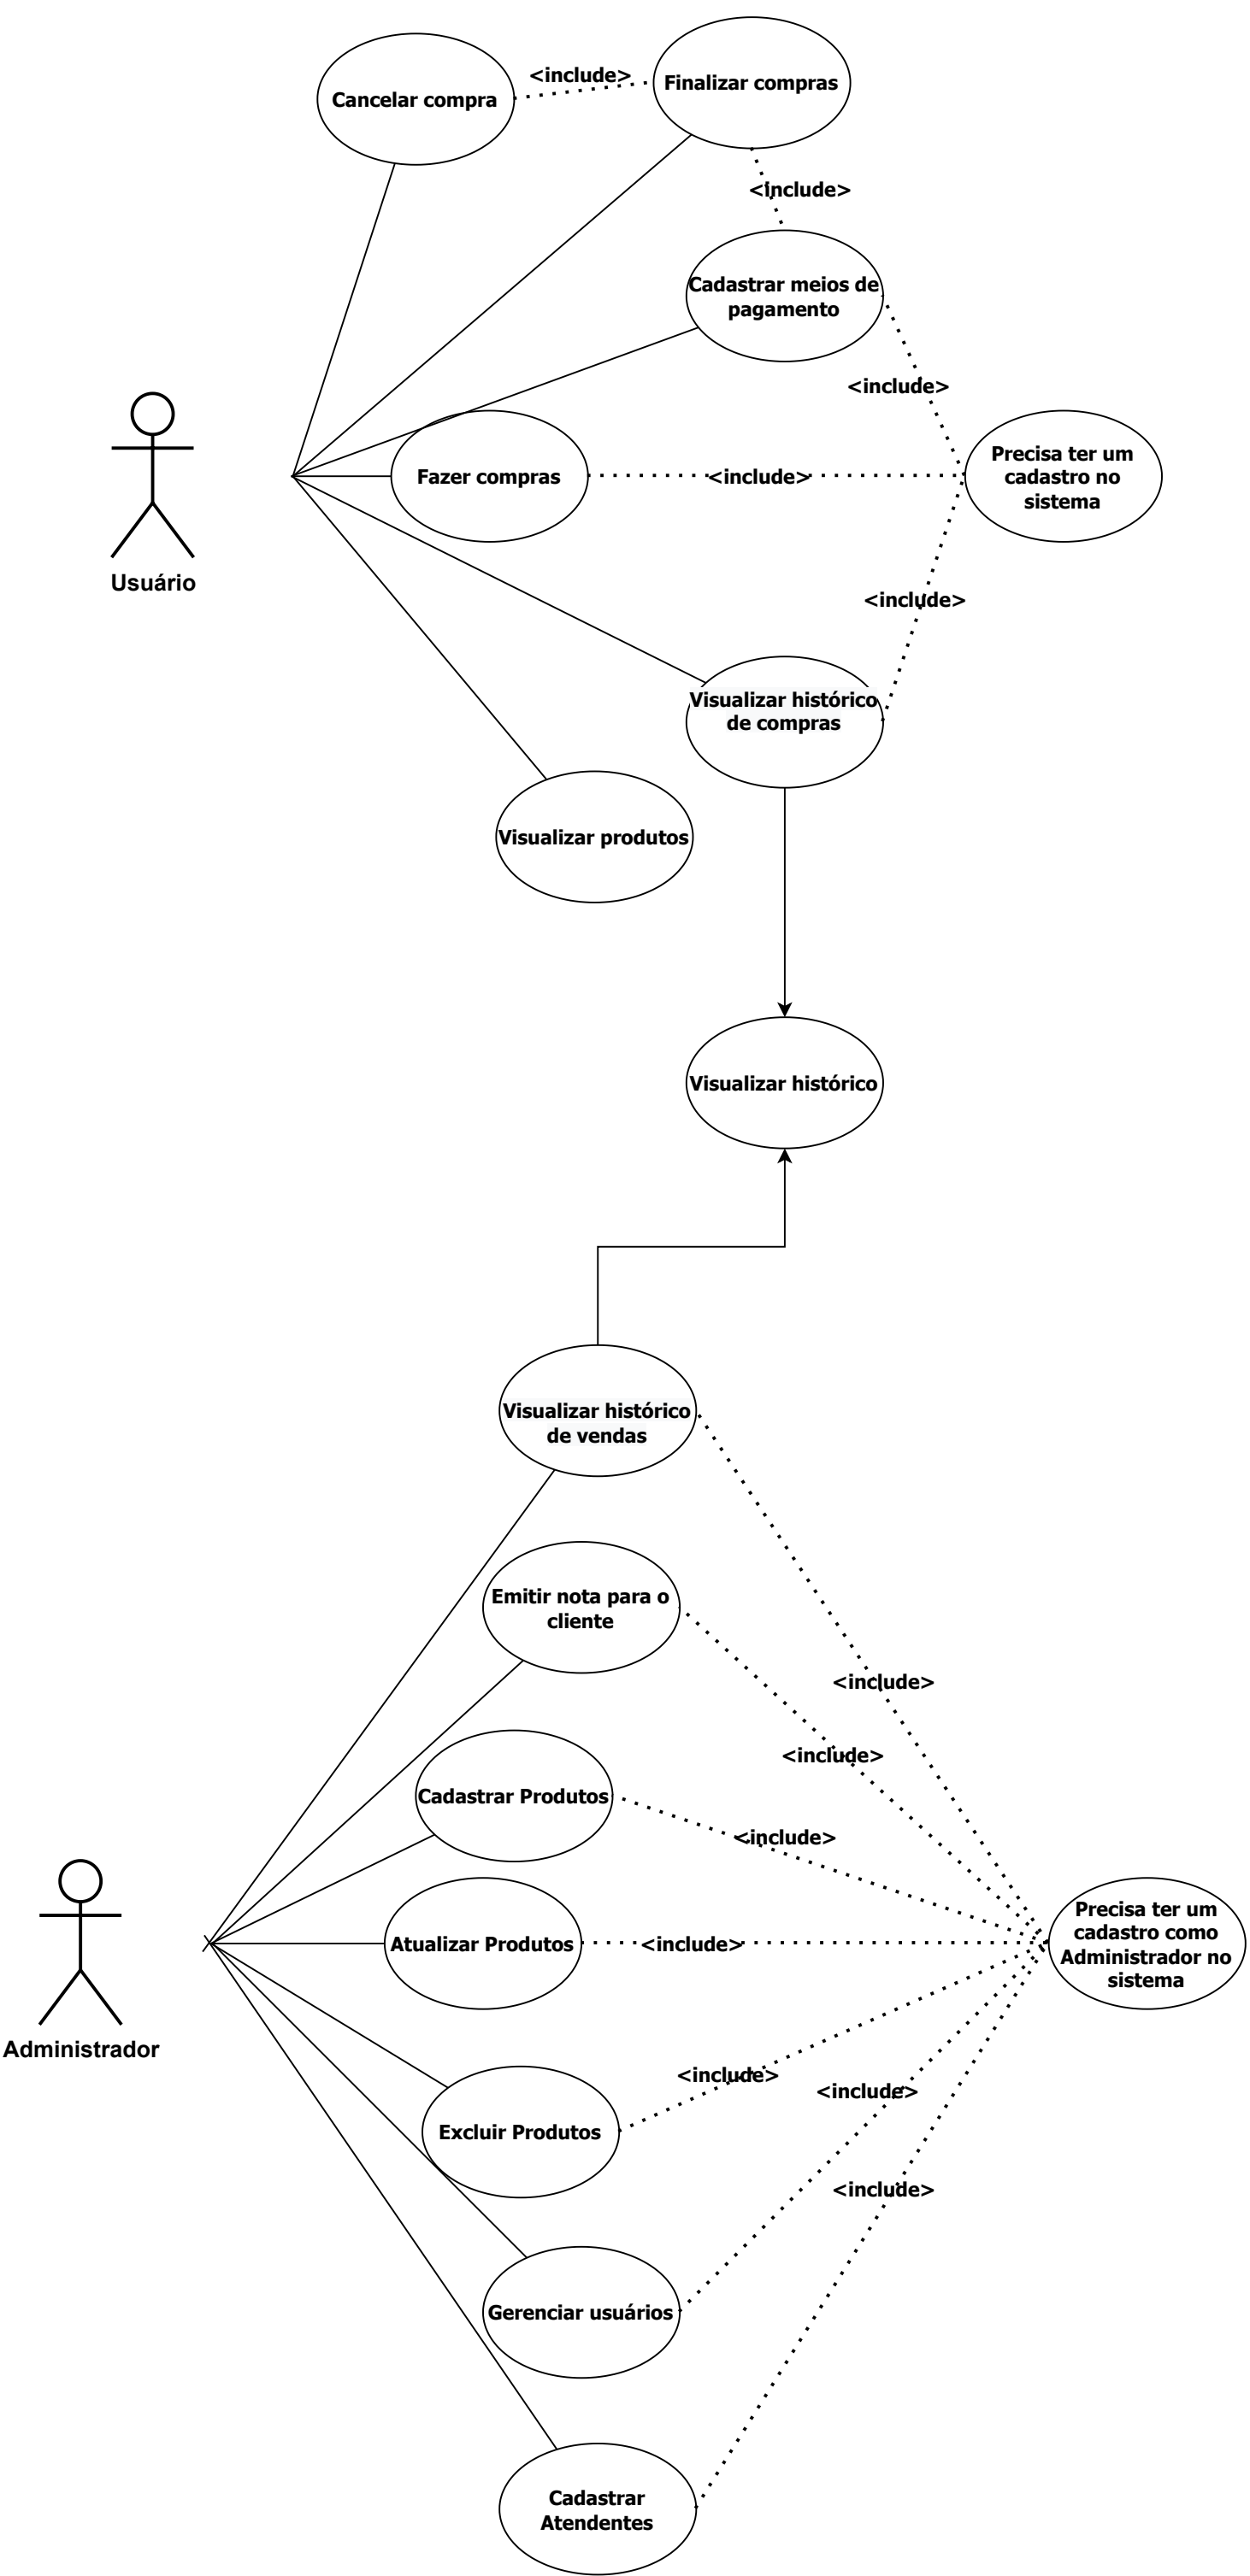 <include>
Finalizar compras
Cancelar compra
<include>
Cadastrar meios de
pagamento
<include>
Precisa ter um
cadastro no
sistema
Fazer compras
<include>
Usuário
<include>
Visualizar histórico
de compras
Visualizar produtos
Visualizar histórico
Visualizar histórico
de vendas
Emitir nota para o
cliente
<include>
<include>
Cadastrar Produtos
<include>
Precisa ter um
cadastro como
Administrador no
sistema
Atualizar Produtos
<include>
Administrador
<include>
<include>
Excluir Produtos
<include>
Gerenciar usuários
Cadastrar
Atendentes